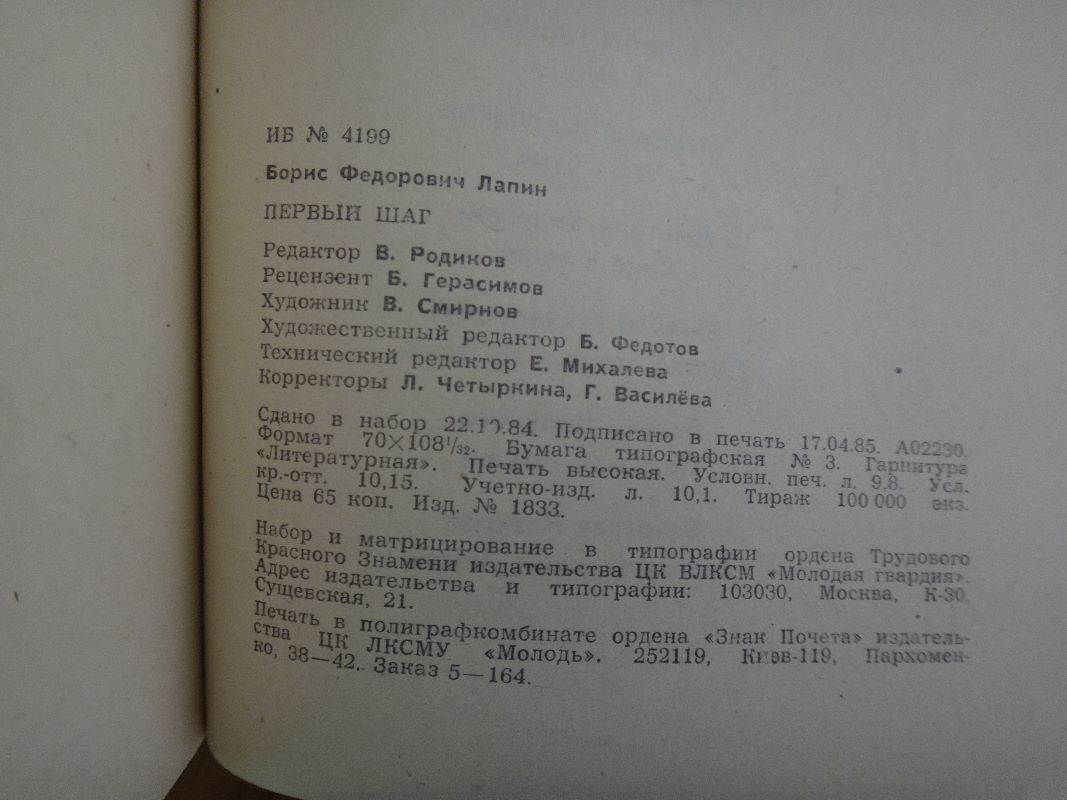 ИБ № 4199
Борис Федорович Лапин
ПЕРВЫЙ ШАГ
Редактор В. Родиков
Рецензент Б. Герасимов
Художник В. Смирнов
Художественный редактор Б. Федотов
Технический редактор Е. Михалева
Корректоры Л. Четыркина, Г. Василёва
Сдано в набор 22.10.84. Подписано в печать 17.04.85. А02230.
Формат 70×108¹/₃₂. Бумага типографская № 3. Гарнитура
«Литературная». Печать высокая. Условн. печ. л. 9,8. Усл.
кр.-отт. 10,15. Учетно-изд. л. 10,1. Тираж 100 000 экз.
Цена 65 коп. Изд. № 1833.
Набор и матрицирование в типографии ордена Трудового
Красного Знамени издательства ЦК ВЛКСМ «Молодая гвардия».
Адрес издательства и типографии: 103030, Москва, К-30,
Сущевская, 21.
Печать в полиграфкомбинате ордена «Знак Почета» издатель-
ства ЦК ЛКСМУ «Молодь». 252119, Киев-119, Пархомен-
ко, 38—42. Заказ 5—164.